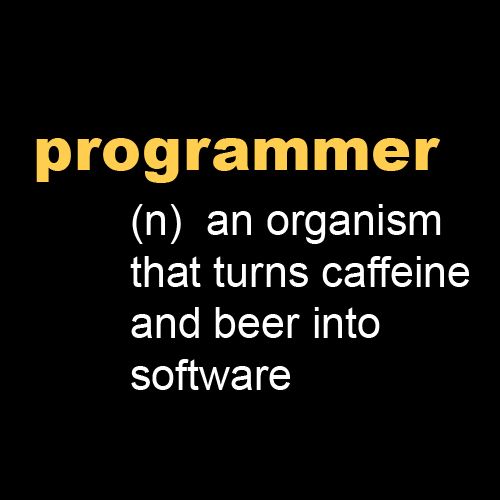 programmer
(n)  an organism
that turns caffeine
and beer into
software